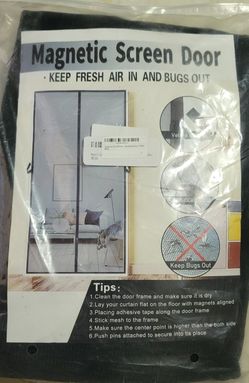 Magnetic Screen Door
· KEEP FRESH AIR IN AND BUGS OUT
Keep Bugs Out
Tips:
1.Clean the door frame and make sure it is dry
2.Lay your curtain flat on the floor with magnets aligned
3.Placing adhesive tape along the door frame
4.Stick mesh to the frame
5.Make sure the center point is higher than the both side
6.Push pins attached to secure into tis place